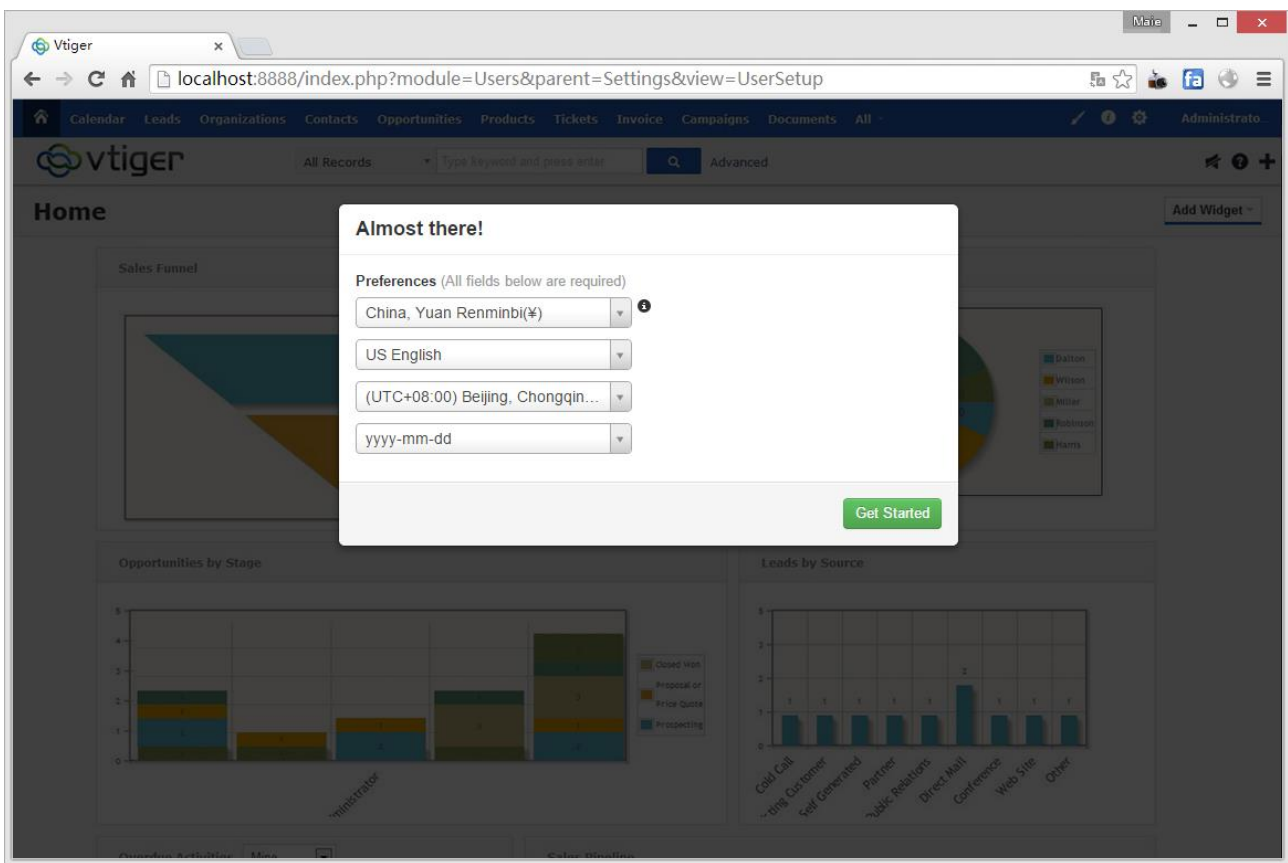 Maie
Vtiger
localhost:8888/index.php?module=Users&parent=Settings&view=UserSetup
Calendar Leads Organizations Contacts Opportunities Products Tickets Invoice Campaigns Documents All Administrato...
vtiger All Records Type keyword and press enter Advanced
Home Add Widget
Almost there!
Sales Funnel
Preferences (All fields below are required)
China, Yuan Renminbi(¥)
US English
(UTC+08:00) Beijing, Chongqin...
yyyy-mm-dd
Dalton
Wilson
Miller
Robinson
Harris
Get Started
Opportunities by Stage
Leads by Source
Closed Won
Proposal or
Price Quote
Prospecting
Cold Call
Self Generated
Partner
Direct Mail
Conference
Web Site
Other
Overdue Activities Mine
Sales Pipeline